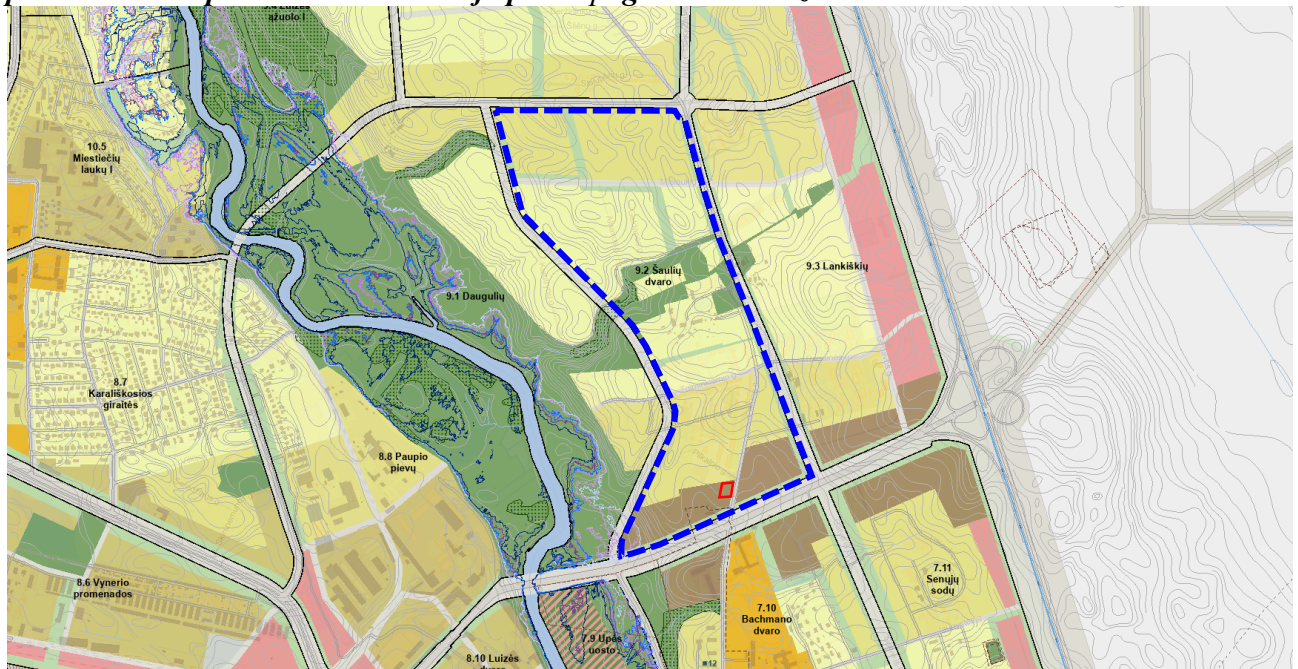 ąžuolo I
10.5
Miestiečių
laukų I
9.2 Šaulių
dvaro
9.3 Lankiškių
9.1 Daugulių
8.7
Karališkosios
giraitės
8.8 Paupio
pievų
8.6 Vynerio
promenados
7.11
Senųjų
sodų
7.10
Bachmano
dvaro
7.9 Upės
uosto
8.10 Luizės
12